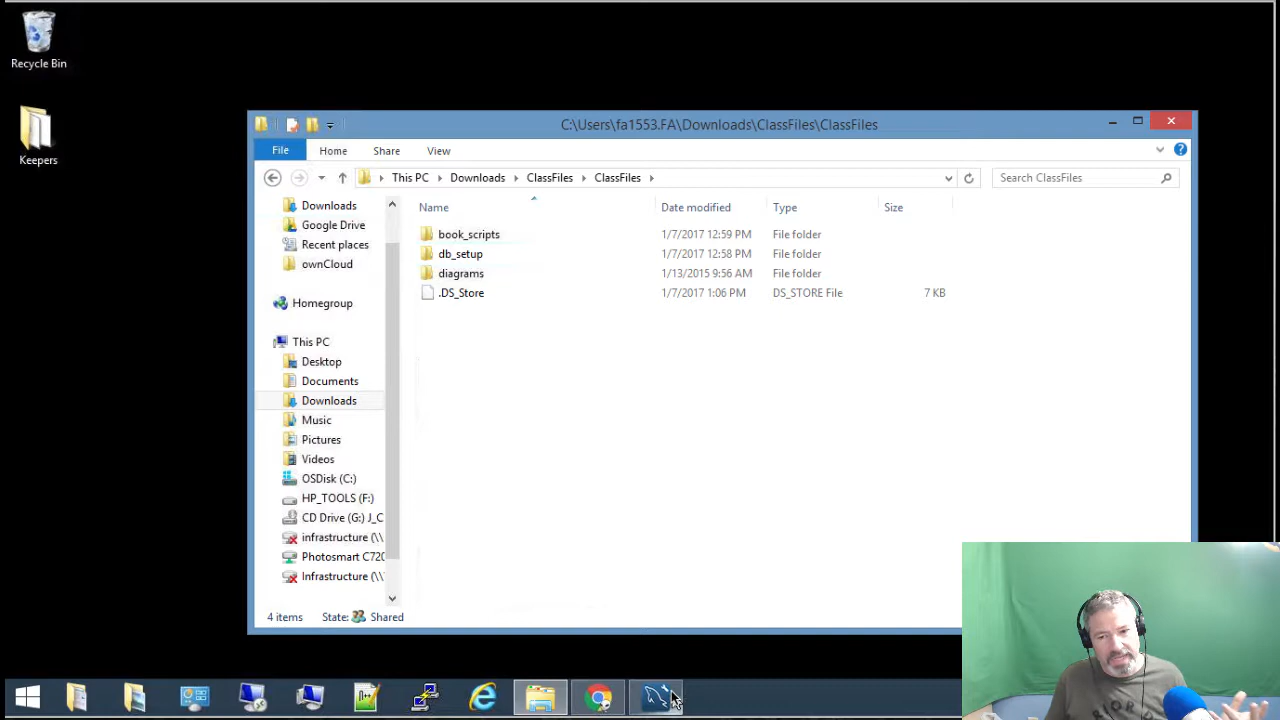 Recycle Bin
Keepers
C:\Users\fa1553.FA\Downloads\ClassFiles\ClassFiles
File Home Share View
This PC Downloads ClassFiles ClassFiles
Search ClassFiles
Name Date modified Type Size
book_scripts 1/7/2017 12:59 PM File folder
db_setup 1/7/2017 12:58 PM File folder
diagrams 1/13/2015 9:56 AM File folder
.DS_Store 1/7/2017 1:06 PM DS_STORE File 7 KB
Downloads
Google Drive
Recent places
ownCloud
Homegroup
This PC
Desktop
Documents
Downloads
Music
Pictures
Videos
OSDisk (C:)
HP_TOOLS (F:)
CD Drive (G:) J_C
infrastructure (\\
Photosmart C720
Infrastructure (\\
4 items State: Shared